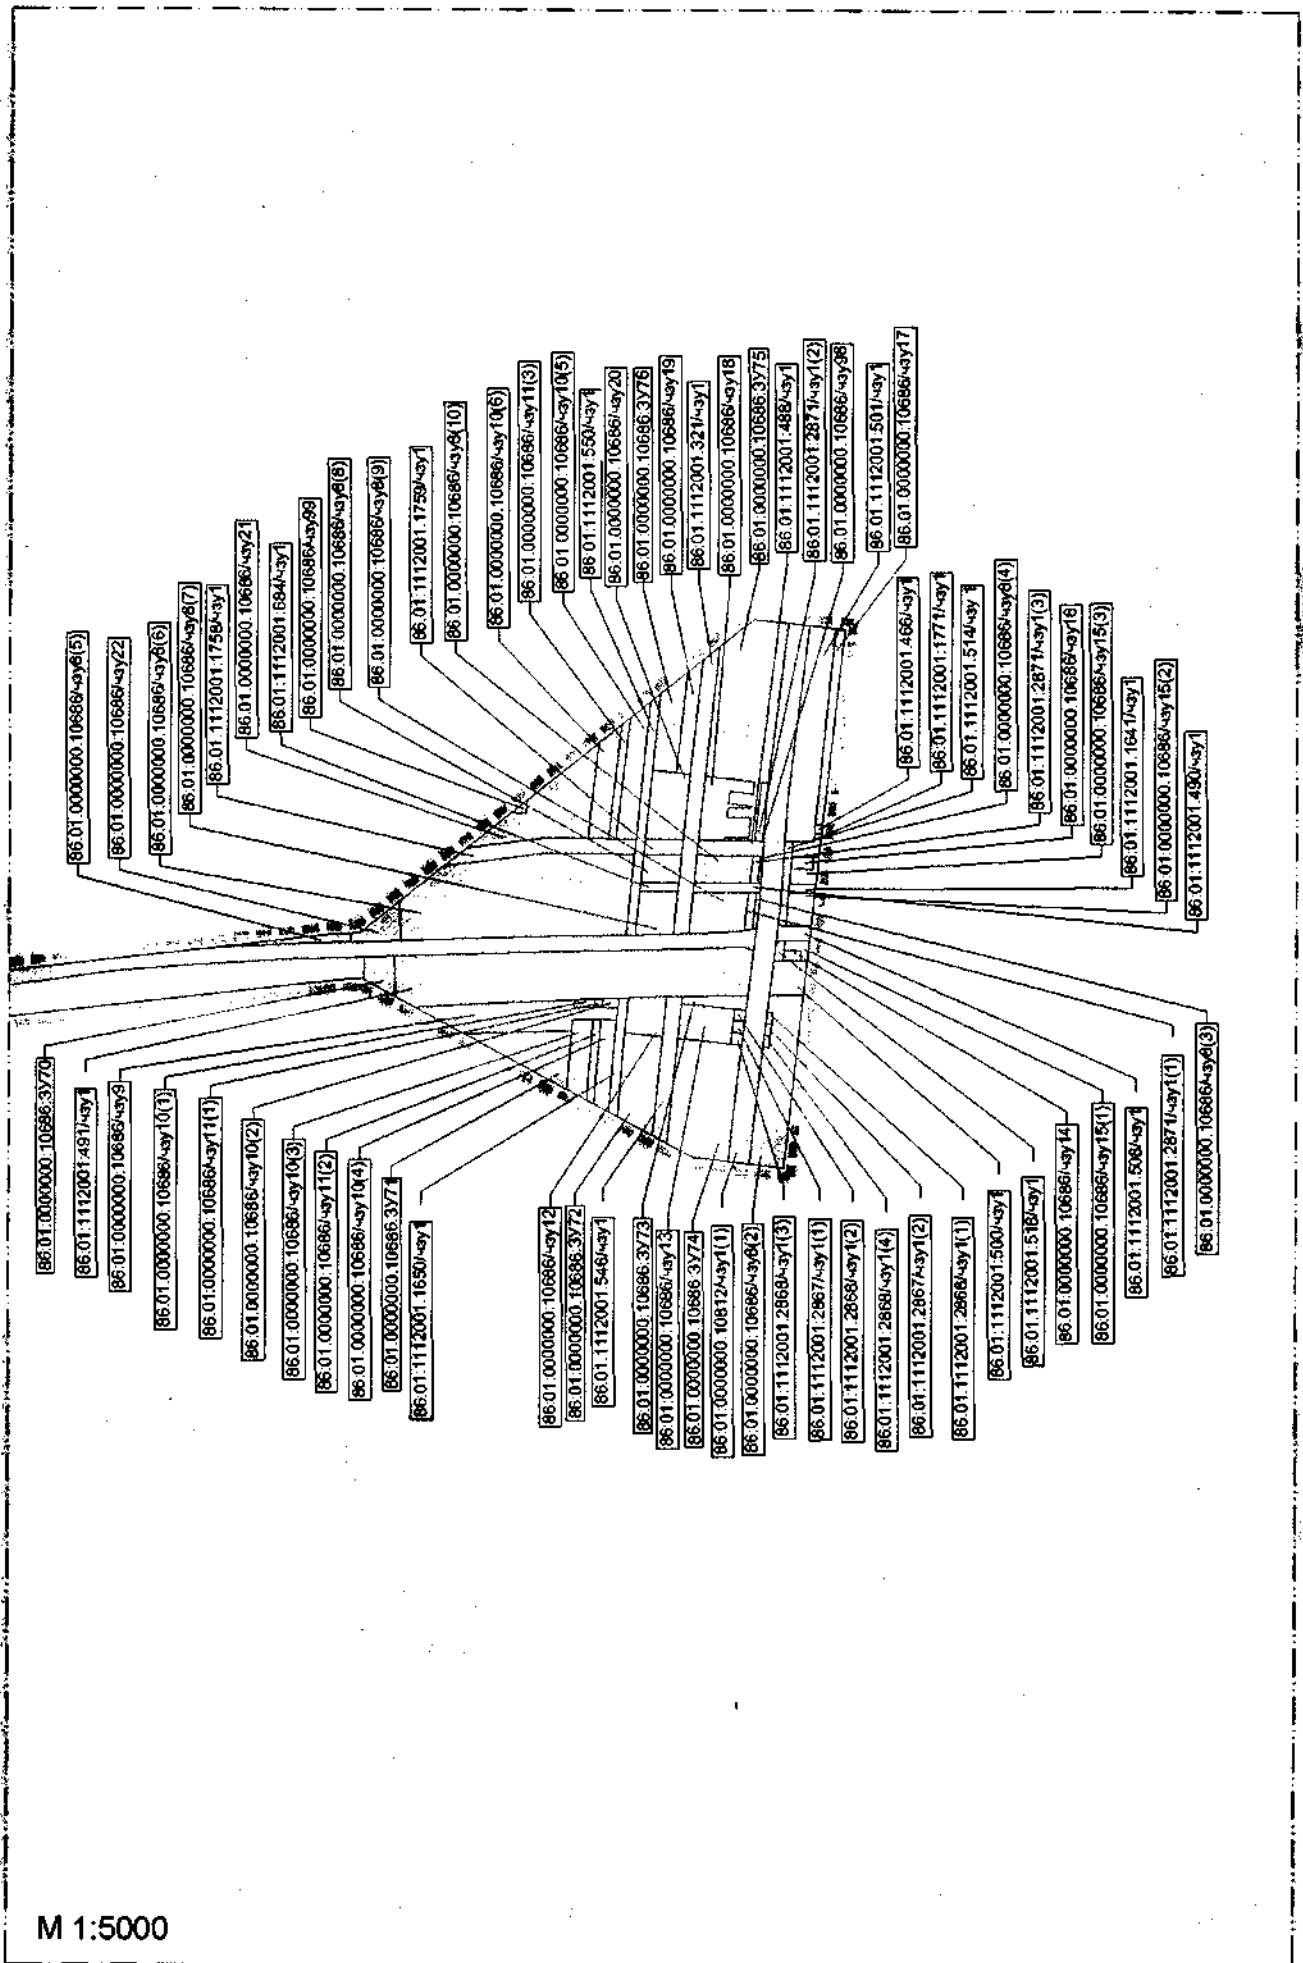 86:01:0000000:10686/чзу8(5)
86:01:0000000:10686/чзу22
86:01:0000000:10686/чзу8(6)
86:01:0000000:10686/чзу8(7)
86:01:1112001:1758/чзу1
86:01:0000000:10686/чзу21
86:01:1112001:684/чзу1
86:01:0000000:10686/чзу99
86:01:0000000:10686/чзу8(8)
86:01:0000000:10686/чзу8(9)
86:01:1112001:1759/чзу1
86:01:0000000:10686/чзу8(10)
86:01:0000000:10686/чзу10(6)
86:01:0000000:10686/чзу11(3)
86:01:0000000:10686/чзу10(5)
86:01:1112001:550/чзу1
86:01:0000000:10686/чзу20
86:01:0000000:10686:ЗУ76
86:01:0000000:10686/чзу19
86:01:1112001:321/чзу1
86:01:0000000:10686/чзу18
86:01:0000000:10686:ЗУ75
86:01:1112001:488/чзу1
86:01:1112001:2871/чзу1(2)
86:01:0000000:10686/чзу98
86:01:1112001:501/чзу1
86:01:0000000:10686/чзу17
86:01:1112001:466/чзу1
86:01:1112001:1771/чзу1
86:01:1112001:514/чзу1
86:01:0000000:10686/чзу8(4)
86:01:1112001:2871/чзу1(3)
86:01:0000000:10686/чзу16
86:01:0000000:10686/чзу15(3)
86:01:1112001:1641/чзу1
86:01:0000000:10686/чзу15(2)
86:01:1112001:490/чзу1
86:01:0000000:10686:ЗУ70
86:01:1112001:491/чзу1
86:01:0000000:10686/чзу9
86:01:0000000:10686/чзу10(1)
86:01:0000000:10686/чзу11(1)
86:01:0000000:10686/чзу10(2)
86:01:0000000:10686/чзу10(3)
86:01:0000000:10686/чзу11(2)
86:01:0000000:10686/чзу10(4)
86:01:0000000:10686:ЗУ71
86:01:1112001:1650/чзу1
86:01:0000000:10686/чзу12
86:01:0000000:10686:ЗУ72
86:01:1112001:546/чзу1
86:01:0000000:10686:ЗУ73
86:01:0000000:10686/чзу13
86:01:0000000:10686:ЗУ74
86:01:0000000:10812/чзу1(1)
86:01:0000000:10686/чзу8(2)
86:01:1112001:2868/чзу1(3)
86:01:1112001:2867/чзу1(1)
86:01:1112001:2868/чзу1(2)
86:01:1112001:2868/чзу1(4)
86:01:1112001:2867/чзу1(2)
86:01:1112001:2868/чзу1(1)
86:01:1112001:500/чзу1
86:01:1112001:516/чзу1
86:01:0000000:10686/чзу14
86:01:0000000:10686/чзу15(1)
86:01:1112001:506/чзу1
86:01:1112001:2871/чзу1(1)
86:01:0000000:10686/чзу8(3)
М 1:5000